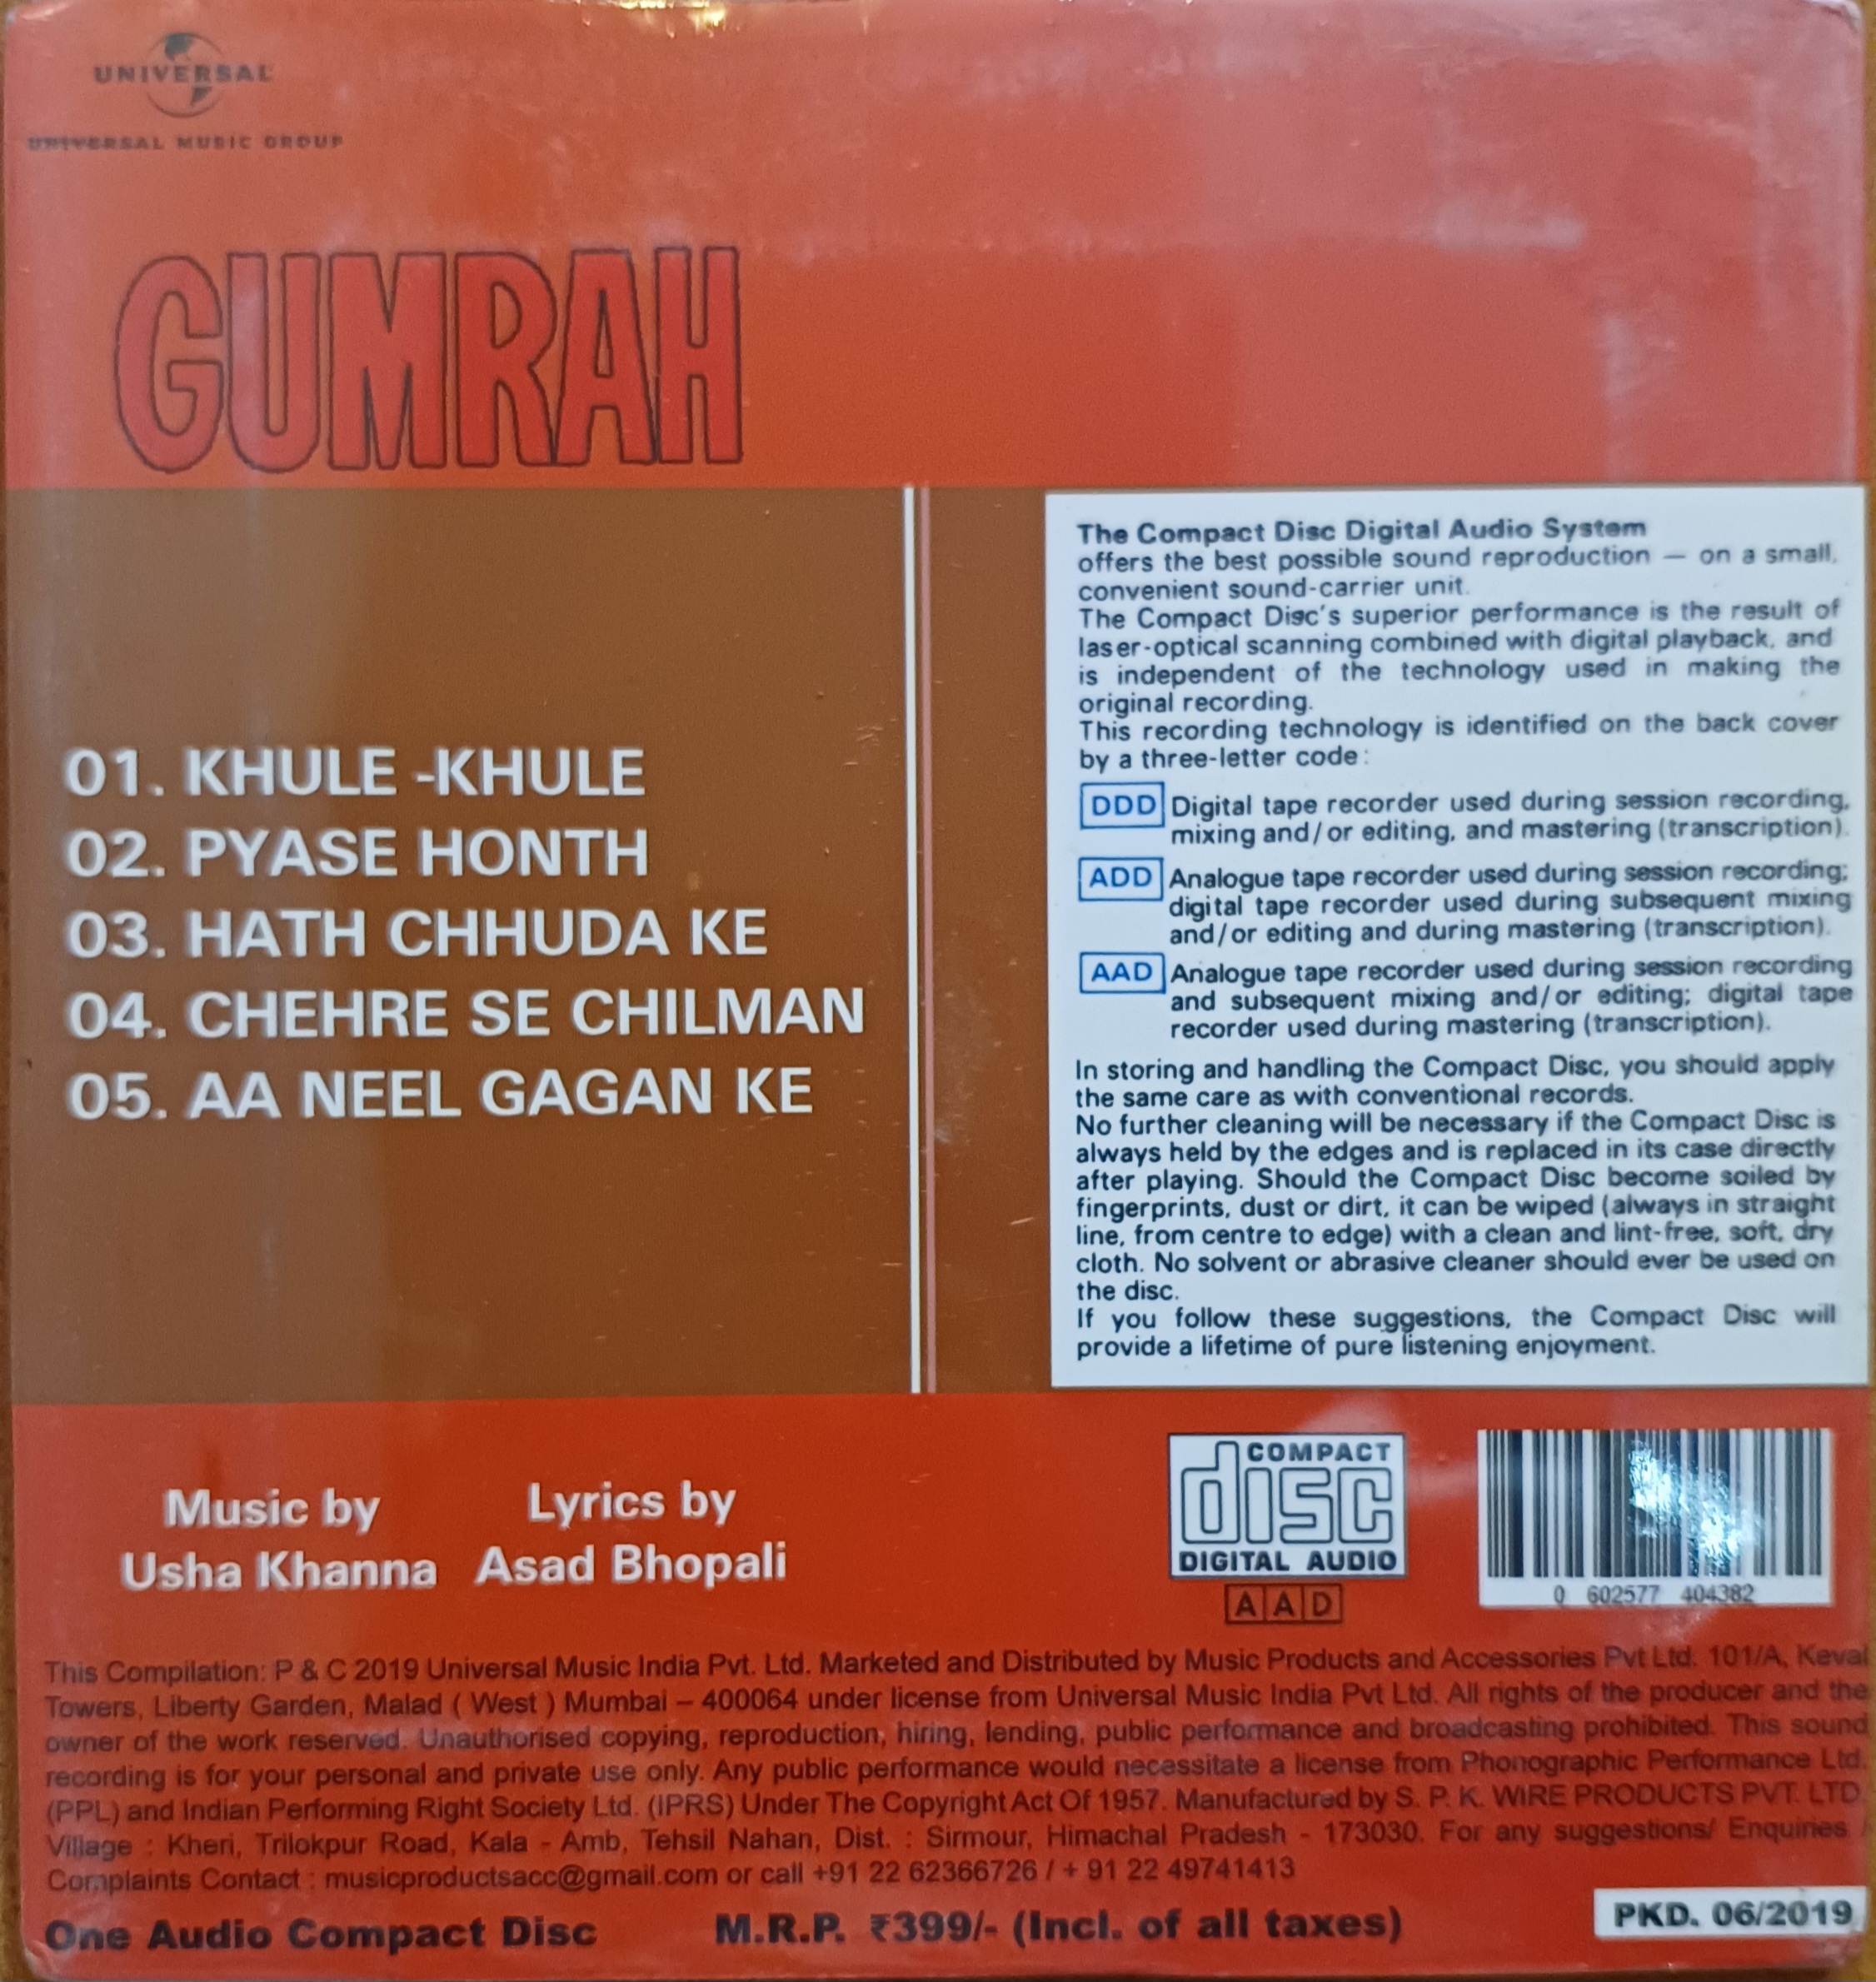 UNIVERSAL
UNIVERSAL MUSIC GROUP
GUMRAH
01. KHULE -KHULE
02. PYASE HONTH
03. HATH CHHUDA KE
04. CHEHRE SE CHILMAN
05. AA NEEL GAGAN KE
The Compact Disc Digital Audio System
offers the best possible sound reproduction — on a small,
convenient sound-carrier unit.
The Compact Disc's superior performance is the result of
laser-optical scanning combined with digital playback, and
is independent of the technology used in making the
original recording.
This recording technology is identified on the back cover
by a three-letter code:
DDD Digital tape recorder used during session recording,
mixing and/or editing, and mastering (transcription).
ADD Analogue tape recorder used during session recording;
digital tape recorder used during subsequent mixing
and/or editing and during mastering (transcription).
AAD Analogue tape recorder used during session recording
and subsequent mixing and/or editing; digital tape
recorder used during mastering (transcription).
In storing and handling the Compact Disc, you should apply
the same care as with conventional records.
No further cleaning will be necessary if the Compact Disc is
always held by the edges and is replaced in its case directly
after playing. Should the Compact Disc become soiled by
fingerprints, dust or dirt, it can be wiped (always in straight
line, from centre to edge) with a clean and lint-free, soft, dry
cloth. No solvent or abrasive cleaner should ever be used on
the disc.
If you follow these suggestions, the Compact Disc will
provide a lifetime of pure listening enjoyment.
Music by
Usha Khanna
Lyrics by
Asad Bhopali
COMPACT
disc
DIGITAL AUDIO
AAD
0 602577 404382
This Compilation: P & C 2019 Universal Music India Pvt. Ltd. Marketed and Distributed by Music Products and Accessories Pvt Ltd. 101/A, Keval
Towers, Liberty Garden, Malad ( West ) Mumbai – 400064 under license from Universal Music India Pvt Ltd. All rights of the producer and the
owner of the work reserved. Unauthorised copying, reproduction, hiring, lending, public performance and broadcasting prohibited. This sound
recording is for your personal and private use only. Any public performance would necessitate a license from Phonographic Performance Ltd.
(PPL) and Indian Performing Right Society Ltd. (IPRS) Under The Copyright Act Of 1957. Manufactured by S. P. K. WIRE PRODUCTS PVT. LTD
Village : Kheri, Trilokpur Road, Kala - Amb, Tehsil Nahan, Dist. : Sirmour, Himachal Pradesh - 173030. For any suggestions/ Enquiries /
Complaints Contact : musicproductsacc@gmail.com or call +91 22 62366726 / + 91 22 49741413
One Audio Compact Disc
M.R.P. ₹399/- (Incl. of all taxes)
PKD. 06/2019